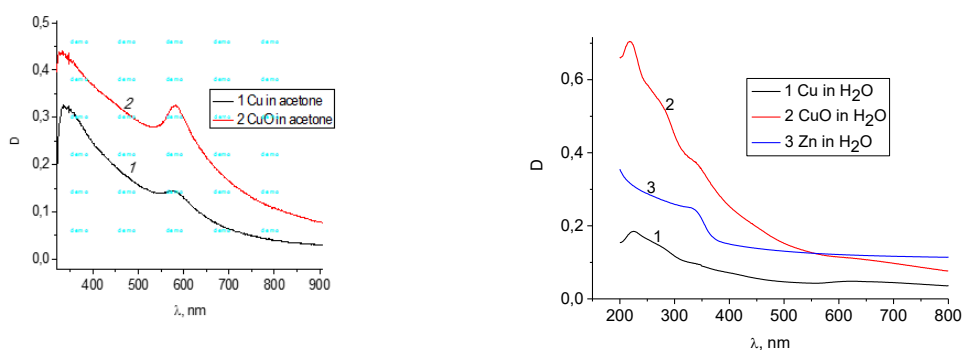 0,5
0,4
0,3
0,2
0,1
0,0
D
2
1
1 Cu in acetone
2 CuO in acetone
400 500 600 700 800 900
λ, nm
0,6
0,4
0,2
0,0
D
2
3
1
1 Cu in H₂O
2 CuO in H₂O
3 Zn in H₂O
200 300 400 500 600 700 800
λ, nm